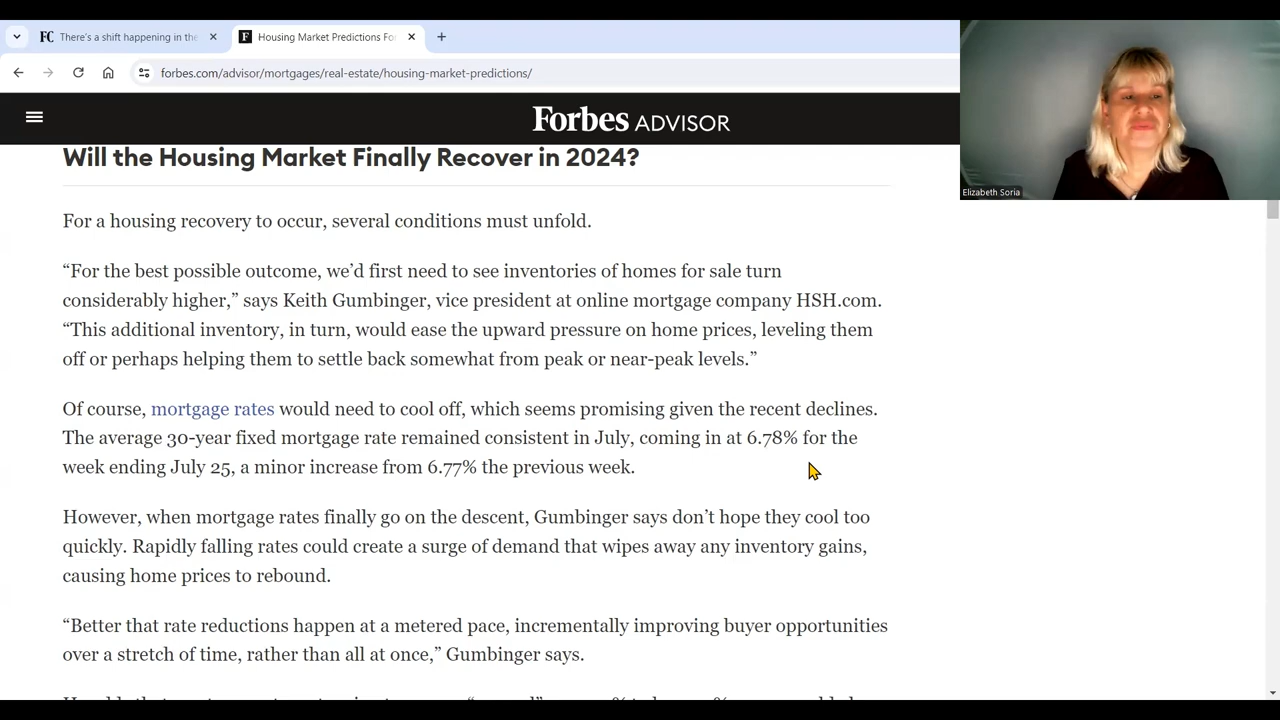 FC There's a shift happening in the
F Housing Market Predictions Fo
forbes.com/advisor/mortgages/real-estate/housing-market-predictions/
Forbes ADVISOR
Elizabeth Soria
Will the Housing Market Finally Recover in 2024?
For a housing recovery to occur, several conditions must unfold.
“For the best possible outcome, we’d first need to see inventories of homes for sale turn
considerably higher,” says Keith Gumbinger, vice president at online mortgage company HSH.com.
“This additional inventory, in turn, would ease the upward pressure on home prices, leveling them
off or perhaps helping them to settle back somewhat from peak or near-peak levels.”
Of course, mortgage rates would need to cool off, which seems promising given the recent declines.
The average 30-year fixed mortgage rate remained consistent in July, coming in at 6.78% for the
week ending July 25, a minor increase from 6.77% the previous week.
However, when mortgage rates finally go on the descent, Gumbinger says don’t hope they cool too
quickly. Rapidly falling rates could create a surge of demand that wipes away any inventory gains,
causing home prices to rebound.
“Better that rate reductions happen at a metered pace, incrementally improving buyer opportunities
over a stretch of time, rather than all at once,” Gumbinger says.